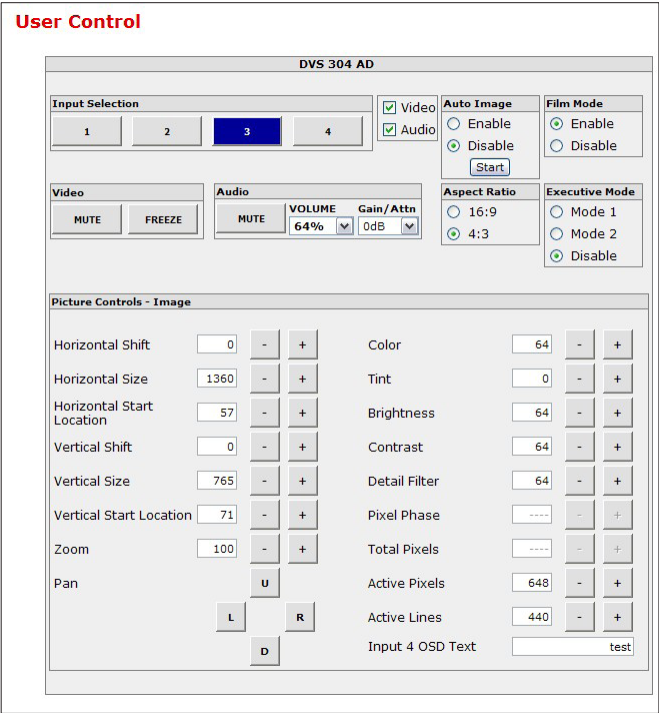 User Control
DVS 304 AD
Input Selection
1 2 3 4
Video
Audio
Auto Image
Enable
Disable
Start
Film Mode
Enable
Disable
Video
MUTE FREEZE
Audio
MUTE
VOLUME Gain/Attn
64% 0dB
Aspect Ratio
16:9
4:3
Executive Mode
Mode 1
Mode 2
Disable
Picture Controls - Image
Horizontal Shift 0 - +
Horizontal Size 1360 - +
Horizontal Start
Location 57 - +
Vertical Shift 0 - +
Vertical Size 765 - +
Vertical Start Location 71 - +
Zoom 100 - +
Pan U
L R
D
Color 64 - +
Tint 0 - +
Brightness 64 - +
Contrast 64 - +
Detail Filter 64 - +
Pixel Phase ---- - +
Total Pixels ---- - +
Active Pixels 648 - +
Active Lines 440 - +
Input 4 OSD Text test